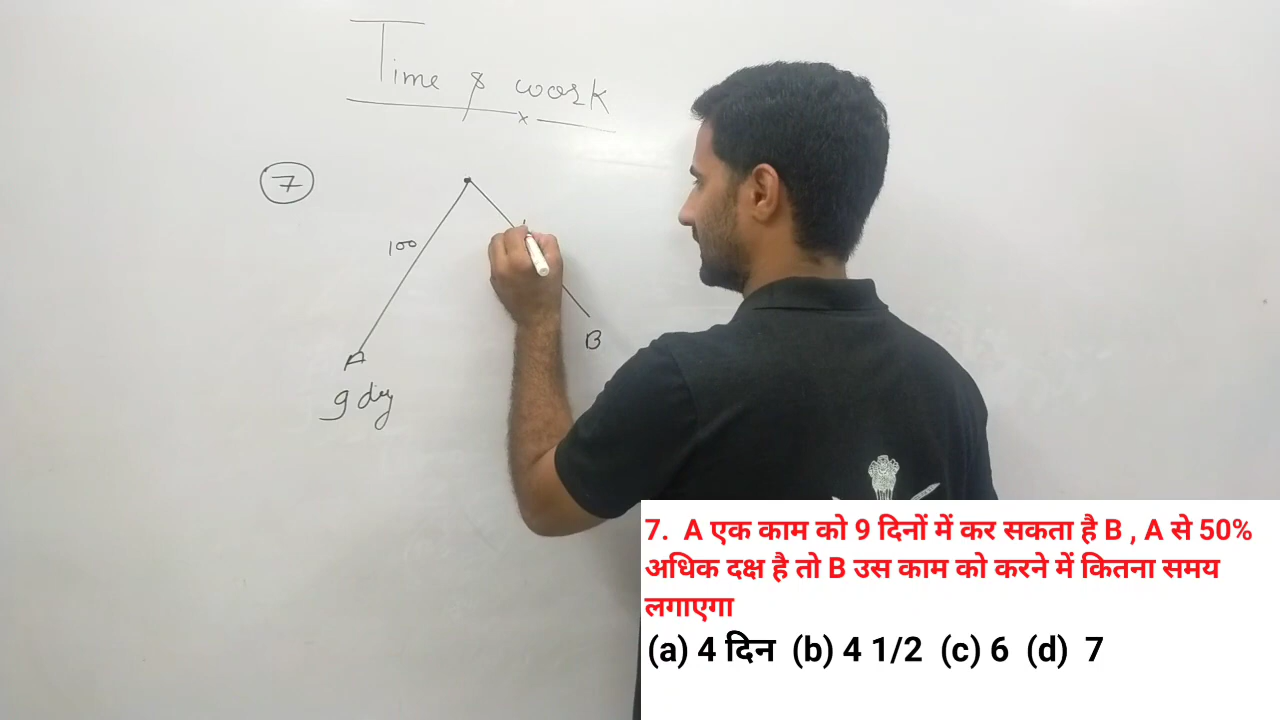 Time & work
7
100
A
B
9 day
7. A एक काम को 9 दिनों में कर सकता है B , A से 50%
अधिक दक्ष है तो B उस काम को करने में कितना समय
लगाएगा
(a) 4 दिन (b) 4 1/2 (c) 6 (d) 7